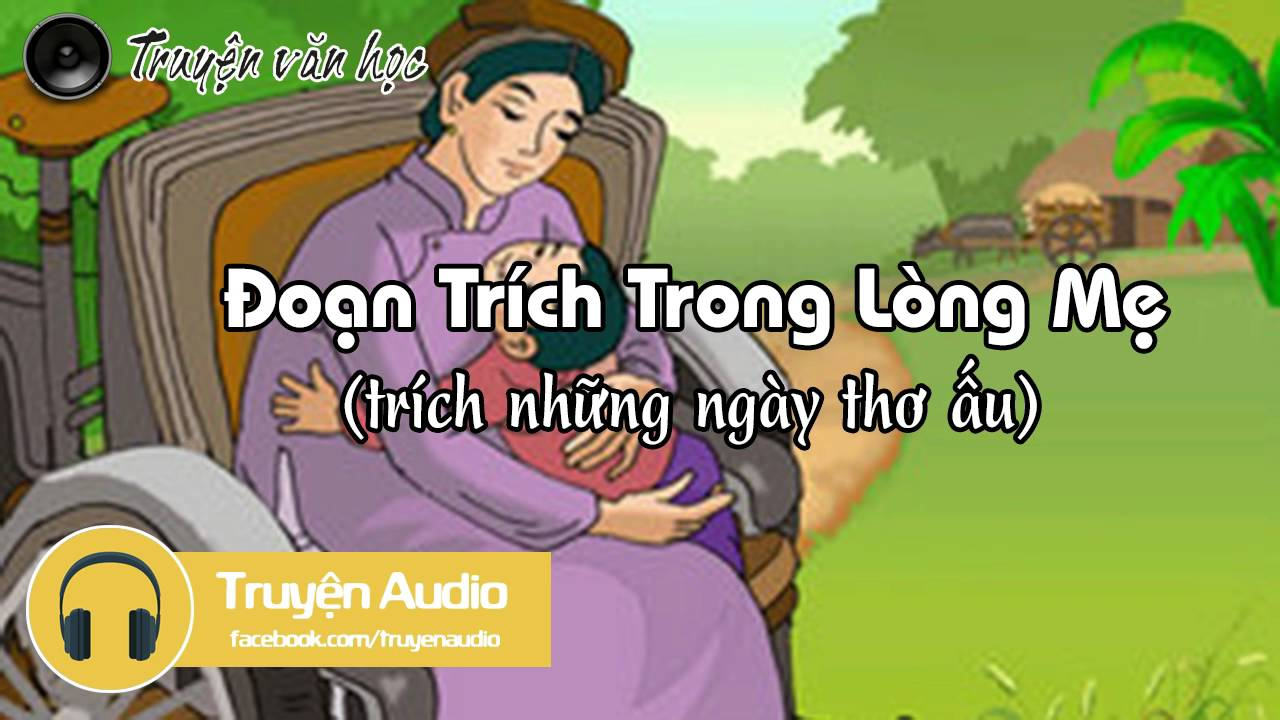 Truyện văn học
Đoạn Trích Trong Lòng Mẹ
(trích những ngày thơ ấu)
Truyện Audio
facebook.com/truyenaudio